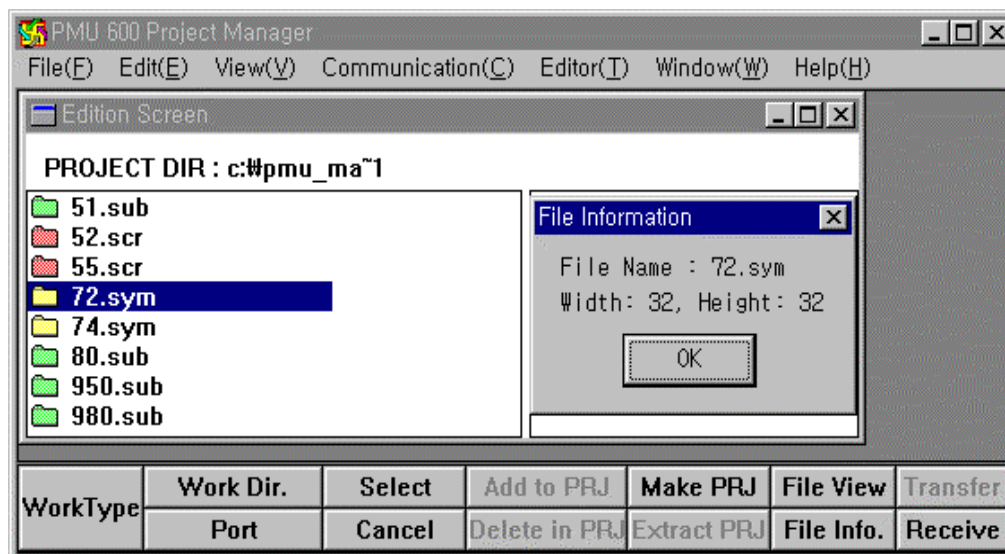 PMU 600 Project Manager
File(F) Edit(E) View(V) Communication(C) Editor(T) Window(W) Help(H)
Edition Screen
PROJECT DIR : c:₩pmu_ma~1
51.sub
52.scr
55.scr
72.sym
74.sym
80.sub
950.sub
980.sub
File Information
File Name : 72.sym
Width: 32, Height: 32
OK
WorkType
Work Dir. Select Add to PRJ Make PRJ File View Transfer
Port Cancel Delete in PRJ Extract PRJ File Info. Receive